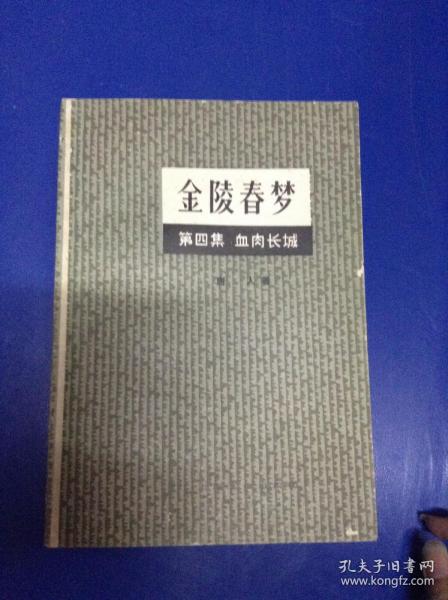 金陵春梦
第四集 血肉长城
唐 人 著
孔夫子旧书网
www.kongfz.com